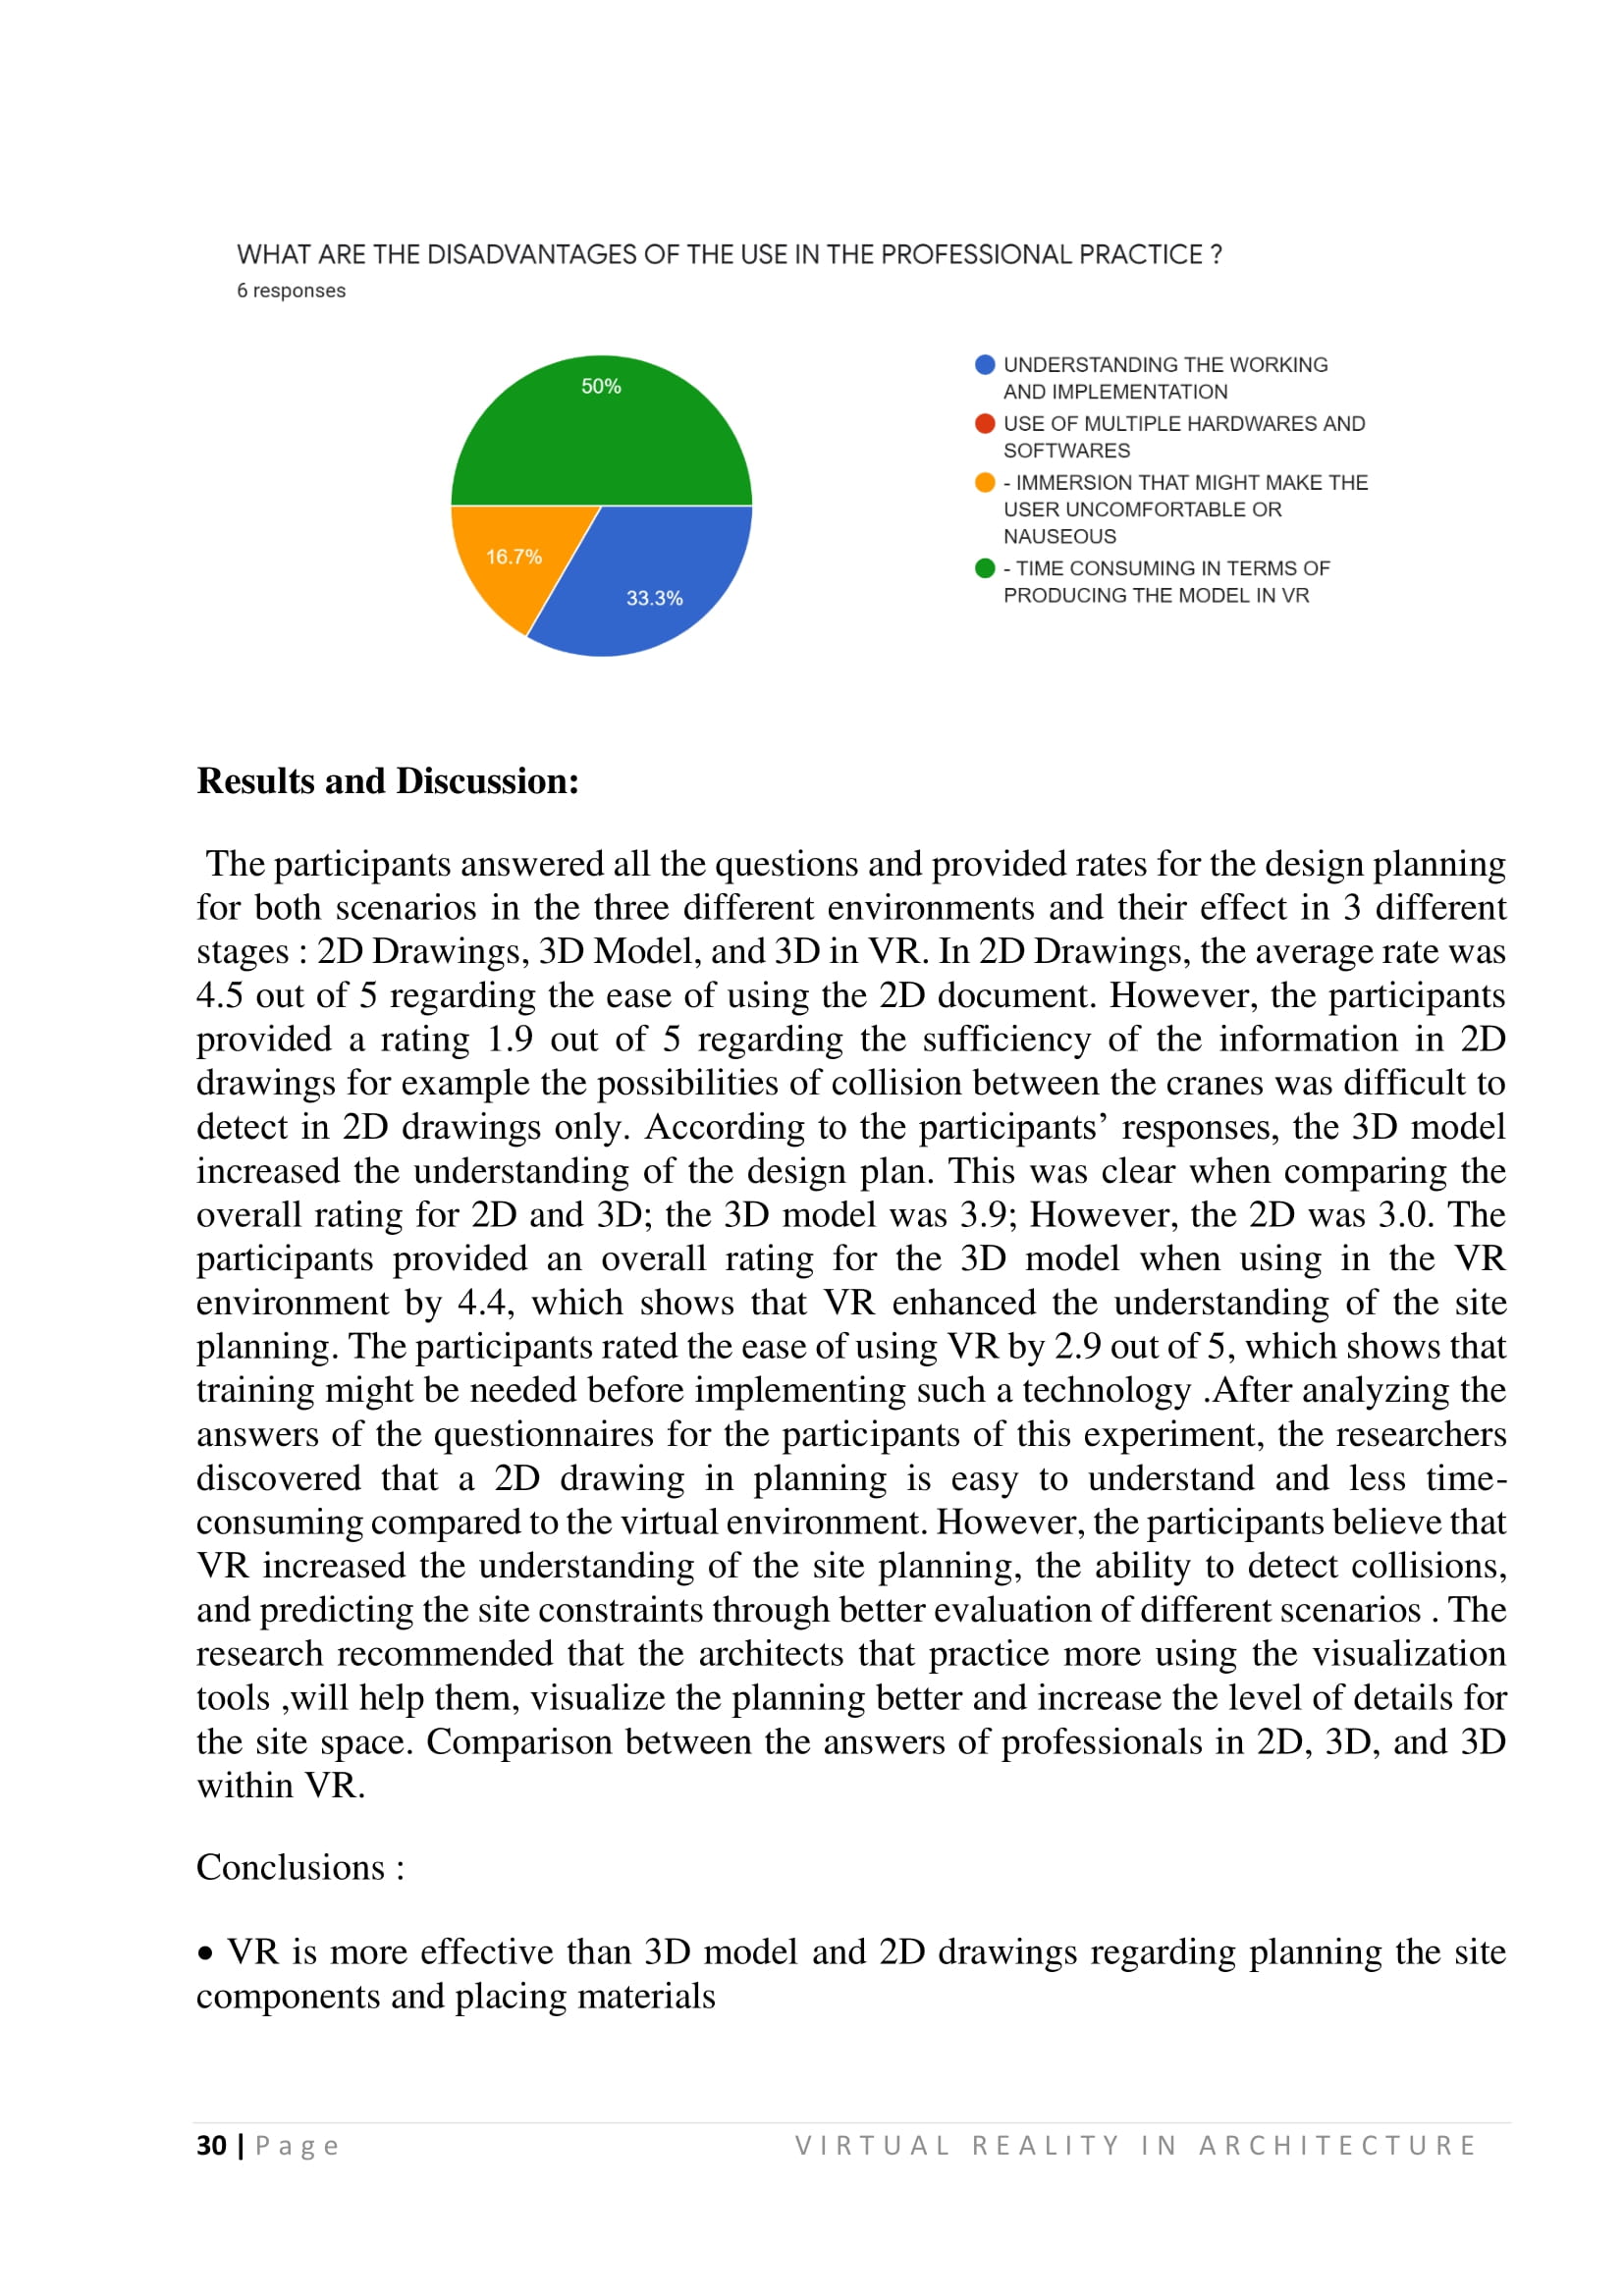 WHAT ARE THE DISADVANTAGES OF THE USE IN THE PROFESSIONAL PRACTICE ?
6 responses
50%
16.7%
33.3%
UNDERSTANDING THE WORKING
AND IMPLEMENTATION
USE OF MULTIPLE HARDWARES AND
SOFTWARES
- IMMERSION THAT MIGHT MAKE THE
USER UNCOMFORTABLE OR
NAUSEOUS
- TIME CONSUMING IN TERMS OF
PRODUCING THE MODEL IN VR
Results and Discussion:
The participants answered all the questions and provided rates for the design planning
for both scenarios in the three different environments and their effect in 3 different
stages : 2D Drawings, 3D Model, and 3D in VR. In 2D Drawings, the average rate was
4.5 out of 5 regarding the ease of using the 2D document. However, the participants
provided a rating 1.9 out of 5 regarding the sufficiency of the information in 2D
drawings for example the possibilities of collision between the cranes was difficult to
detect in 2D drawings only. According to the participants’ responses, the 3D model
increased the understanding of the design plan. This was clear when comparing the
overall rating for 2D and 3D; the 3D model was 3.9; However, the 2D was 3.0. The
participants provided an overall rating for the 3D model when using in the VR
environment by 4.4, which shows that VR enhanced the understanding of the site
planning. The participants rated the ease of using VR by 2.9 out of 5, which shows that
training might be needed before implementing such a technology .After analyzing the
answers of the questionnaires for the participants of this experiment, the researchers
discovered that a 2D drawing in planning is easy to understand and less time-
consuming compared to the virtual environment. However, the participants believe that
VR increased the understanding of the site planning, the ability to detect collisions,
and predicting the site constraints through better evaluation of different scenarios . The
research recommended that the architects that practice more using the visualization
tools ,will help them, visualize the planning better and increase the level of details for
the site space. Comparison between the answers of professionals in 2D, 3D, and 3D
within VR.
Conclusions :
• VR is more effective than 3D model and 2D drawings regarding planning the site
components and placing materials
30 | Page
VIRTUAL REALITY IN ARCHITECTURE